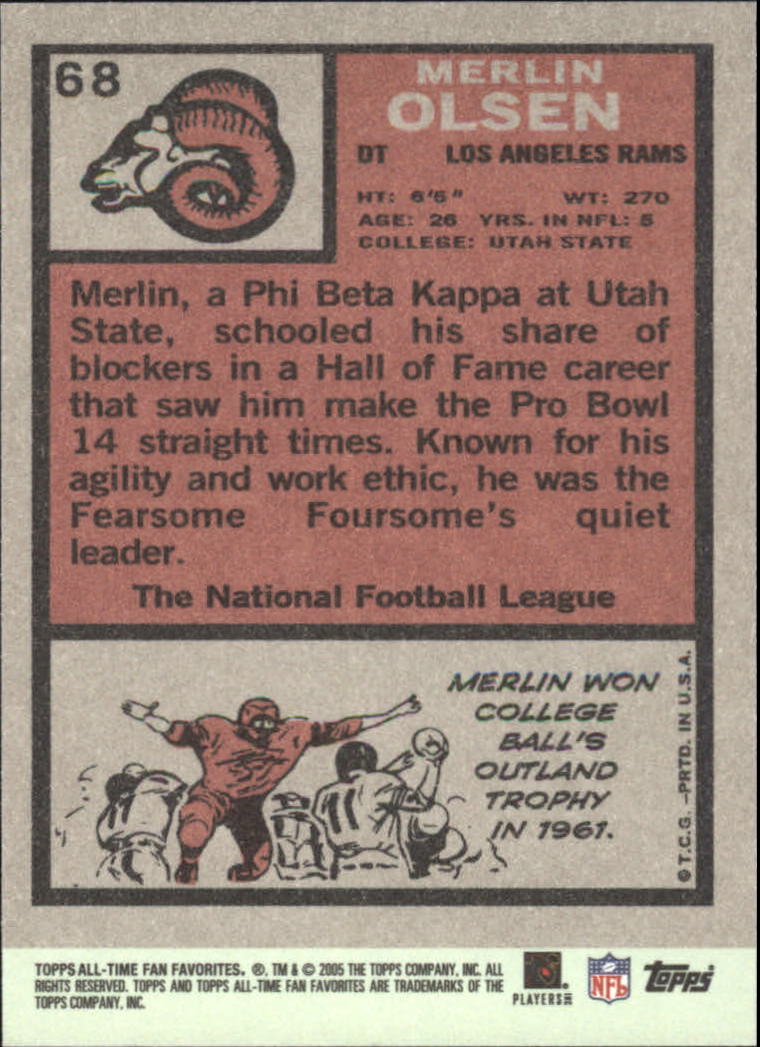 68
MERLIN
OLSEN
DT LOS ANGELES RAMS
HT: 6'5" WT: 270
AGE: 26 YRS. IN NFL: 5
COLLEGE: UTAH STATE
Merlin, a Phi Beta Kappa at Utah
State, schooled his share of
blockers in a Hall of Fame career
that saw him make the Pro Bowl
14 straight times. Known for his
agility and work ethic, he was the
Fearsome Foursome's quiet
leader.
The National Football League
MERLIN WON
COLLEGE
BALL'S
OUTLAND
TROPHY
IN 1961.
11
© T.C.G. –PRTD. IN U.S.A.
TOPPS ALL-TIME FAN FAVORITES. ®, TM & © 2005 THE TOPPS COMPANY, INC. ALL
RIGHTS RESERVED. TOPPS AND TOPPS ALL-TIME FAN FAVORITES ARE TRADEMARKS OF THE
TOPPS COMPANY, INC.
PLAYERS INC
NFL
topps